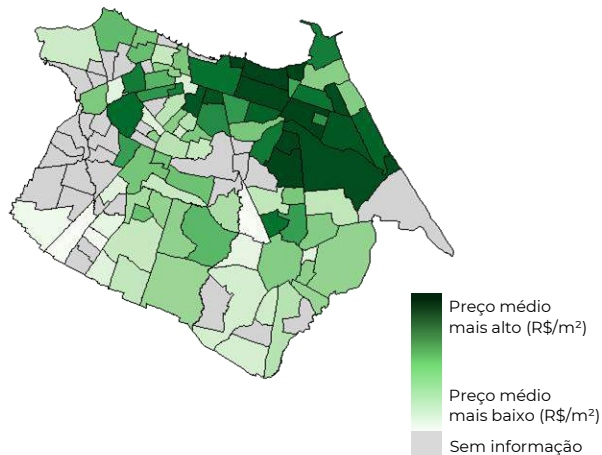 Preço médio
mais alto (R$/m²)
Preço médio
mais baixo (R$/m²)
Sem informação